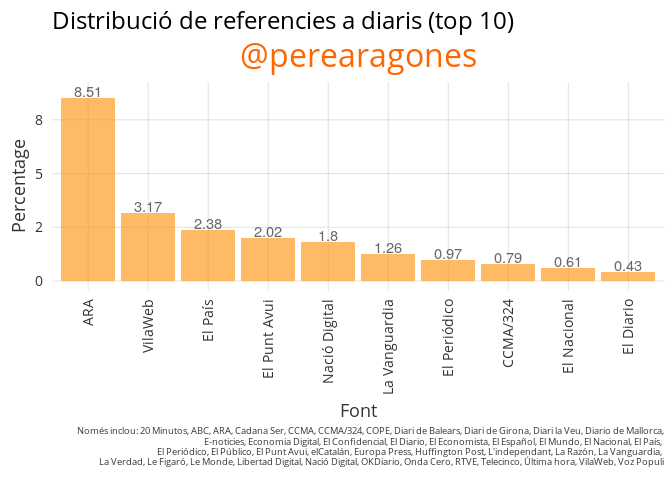 Distribució de referencies a diaris (top 10)
@perearagones
8.51
3.17
2.38
2.02
1.8
1.26
0.97
0.79
0.61
0.43
8
5
2
0
Percentage
ARA
VilaWeb
El País
El Punt Avui
Nació Digital
La Vanguardia
El Periódico
CCMA/324
El Nacional
El Diario
Font
Només inclou: 20 Minutos, ABC, ARA, Cadana Ser, CCMA, CCMA/324, COPE, Diari de Balears, Diari de Girona, Diari la Veu, Diario de Mallorca,
E-noticies, Economia Digital, El Confidencial, El Diario, El Economista, El Español, El Mundo, El Nacional, El País,
El Periódico, El Público, El Punt Avui, elCatalán, Europa Press, Huffington Post, L'independant, La Razón, La Vanguardia,
La Verdad, Le Figaró, Le Monde, Libertad Digital, Nació Digital, OKDiario, Onda Cero, RTVE, Telecinco, Última hora, VilaWeb, Voz Populi